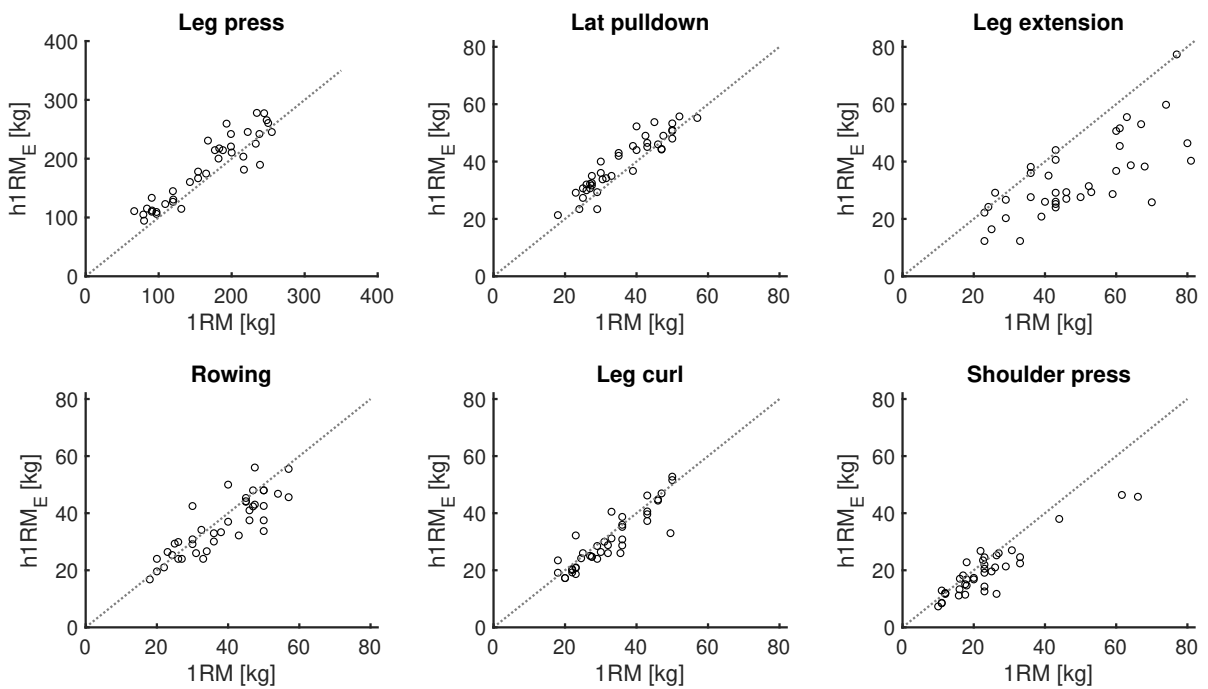 Leg press
400
300
200
100
0
h1RM_E [kg]
0 100 200 300 400
1RM [kg]
Lat pulldown
80
60
40
20
0
h1RM_E [kg]
0 20 40 60 80
1RM [kg]
Leg extension
80
60
40
20
0
h1RM_E [kg]
0 20 40 60 80
1RM [kg]
Rowing
80
60
40
20
0
h1RM_E [kg]
0 20 40 60 80
1RM [kg]
Leg curl
80
60
40
20
0
h1RM_E [kg]
0 20 40 60 80
1RM [kg]
Shoulder press
80
60
40
20
0
h1RM_E [kg]
0 20 40 60 80
1RM [kg]